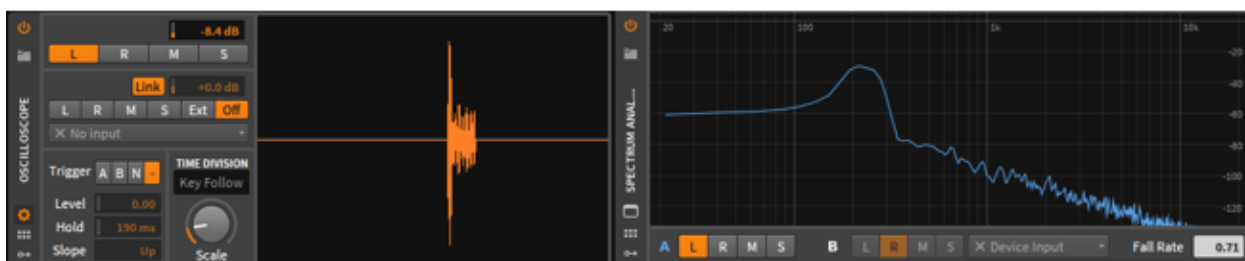 OSCILLOSCOPE
-8.4 dB
L R M S
Link +0.0 dB
L R M S Ext Off
× No input
Trigger A B N -
Level 0.00
Hold 190 ms
Slope Up
TIME DIVISION
Key Follow
Scale
SPECTRUM ANAL...
20 100 1k 10k
-20
-40
-60
-80
-100
-120
A L R M S B L R M S × Device Input Fall Rate 0.71